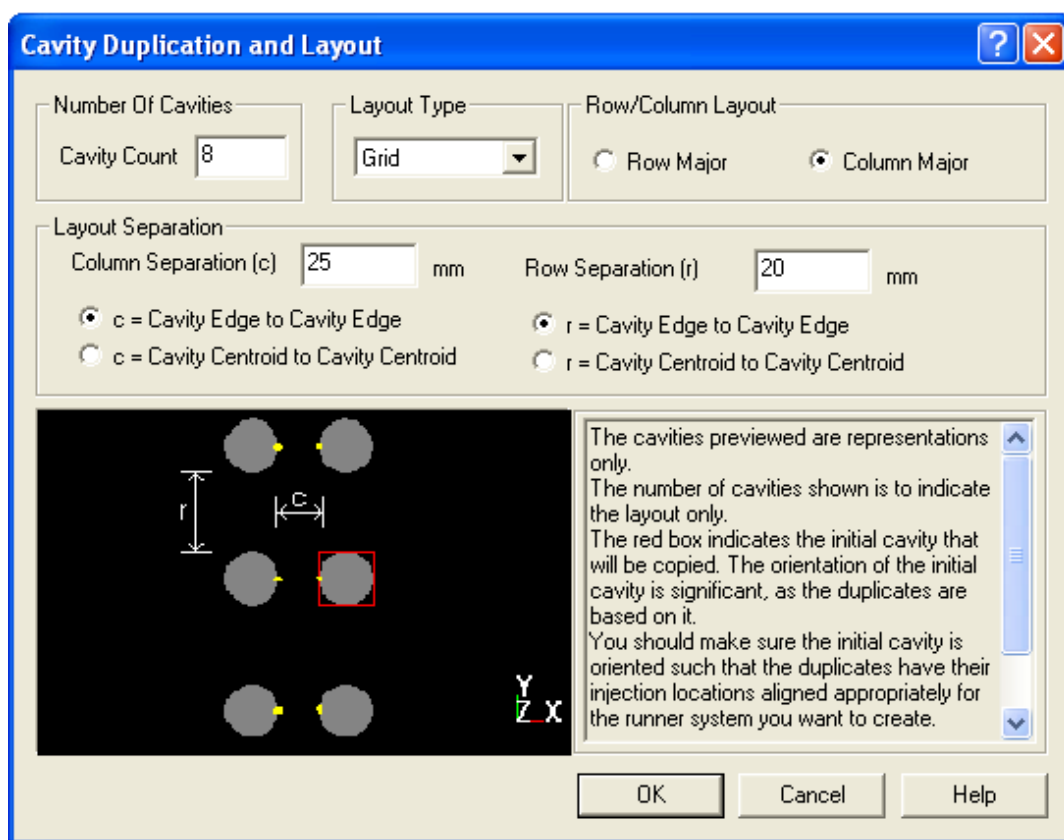 Cavity Duplication and Layout
Number Of Cavities
Cavity Count 8
Layout Type
Grid
Row/Column Layout
Row Major
Column Major
Layout Separation
Column Separation (c) 25 mm
Row Separation (r) 20 mm
c = Cavity Edge to Cavity Edge
c = Cavity Centroid to Cavity Centroid
r = Cavity Edge to Cavity Edge
r = Cavity Centroid to Cavity Centroid
r
c
Y
Z X
The cavities previewed are representations
only.
The number of cavities shown is to indicate
the layout only.
The red box indicates the initial cavity that
will be copied. The orientation of the initial
cavity is significant, as the duplicates are
based on it.
You should make sure the initial cavity is
oriented such that the duplicates have their
injection locations aligned appropriately for
the runner system you want to create.
OK
Cancel
Help